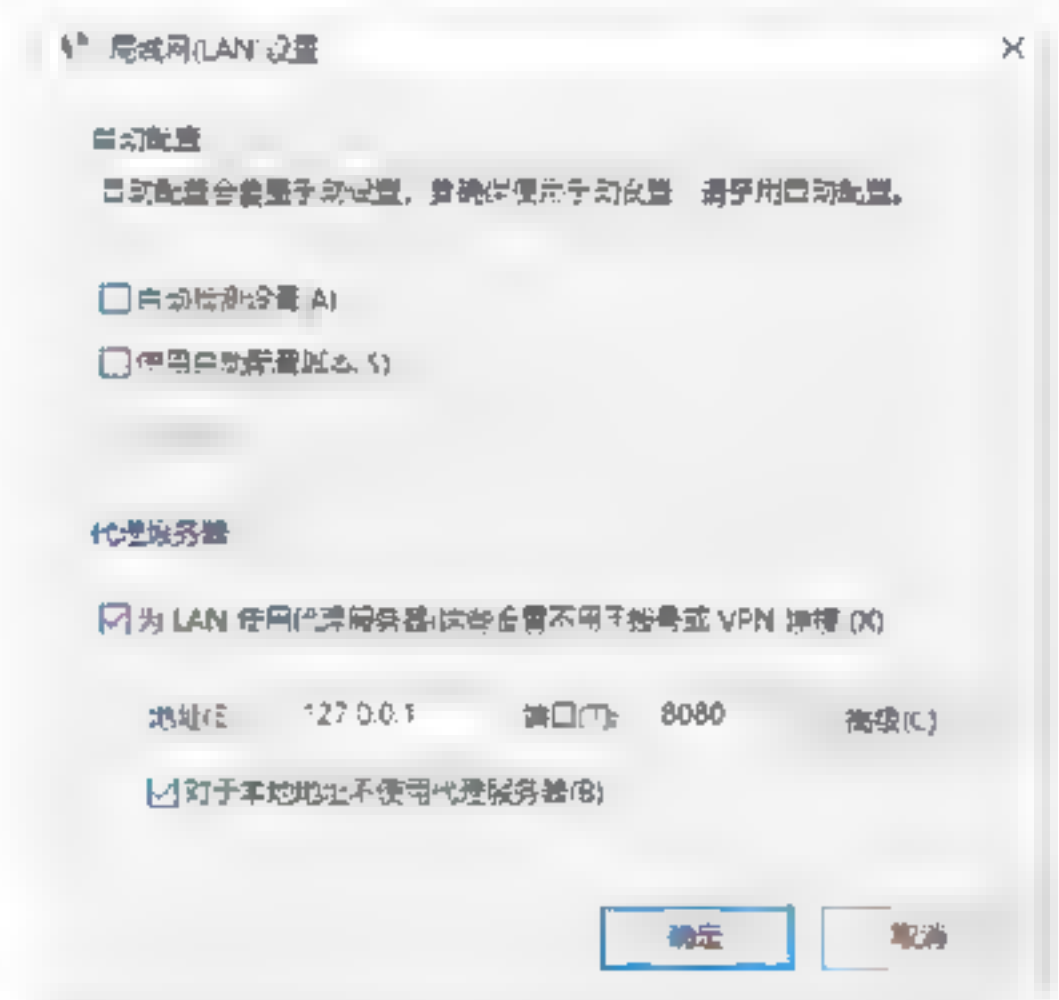 局域网(LAN)设置
自动配置
自动配置会覆盖手动设置。要确保使用手动设置，请禁用自动配置。
自动检测设置(A)
使用自动配置脚本(S)
代理服务器
为 LAN 使用代理服务器(这些设置不用于拨号或 VPN 连接)(X)
地址(E): 127.0.0.1 端口(T): 8080 高级(C)
对于本地地址不使用代理服务器(B)
确定 取消